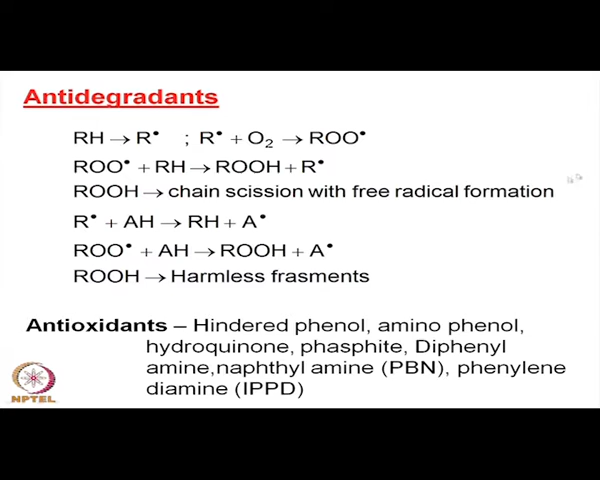 Antidegradants
RH → R• ; R• + O₂ → ROO•
ROO• + RH → ROOH + R•
ROOH → chain scission with free radical formation
R• + AH → RH + A•
ROO• + AH → ROOH + A•
ROOH → Harmless frasments
Antioxidants – Hindered phenol, amino phenol,
hydroquinone, phasphite, Diphenyl
amine,naphthyl amine (PBN), phenylene
diamine (IPPD)
NPTEL